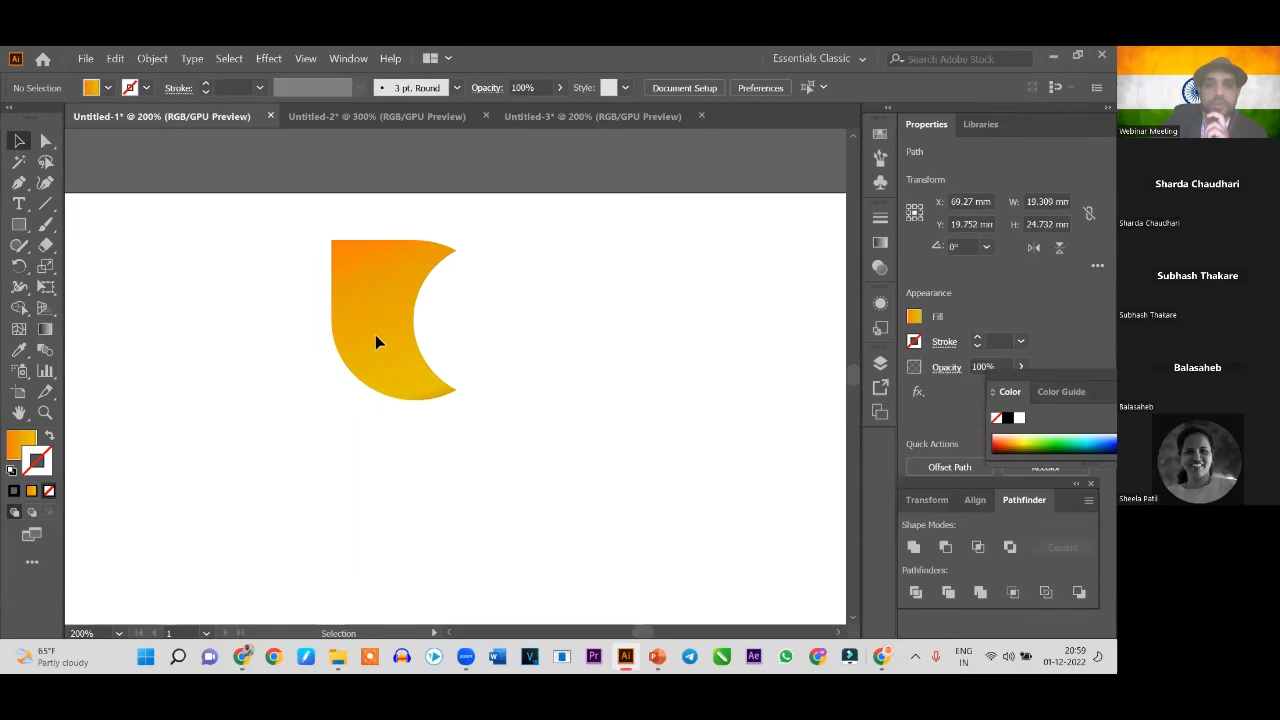 Ai File Edit Object Type Select Effect View Window Help Essentials Classic Search Adobe Stock
No Selection Stroke: 3 pt. Round Opacity: 100% Style: Document Setup Preferences
Untitled-1* @ 200% (RGB/GPU Preview) Untitled-2* @ 300% (RGB/GPU Preview) Untitled-3* @ 200% (RGB/GPU Preview)
Properties Libraries
Path
Transform
X: 69.27 mm W: 19.309 mm
Y: 19.752 mm H: 24.732 mm
0°
Appearance
Fill
Stroke
Opacity 100%
fx
Color Color Guide
Quick Actions
Offset Path
Transform Align Pathfinder
Shape Modes:
Expand
Pathfinders:
200% 1 Selection
65°F
Partly cloudy
W V Pr Ai Ae
ENG
IN
20:59
01-12-2022
Webinar Meeting
Sharda Chaudhari
Sharda Chaudhari
Subhash Thakare
Subhash Thakare
Balasaheb
Balasaheb
Sheela Patil